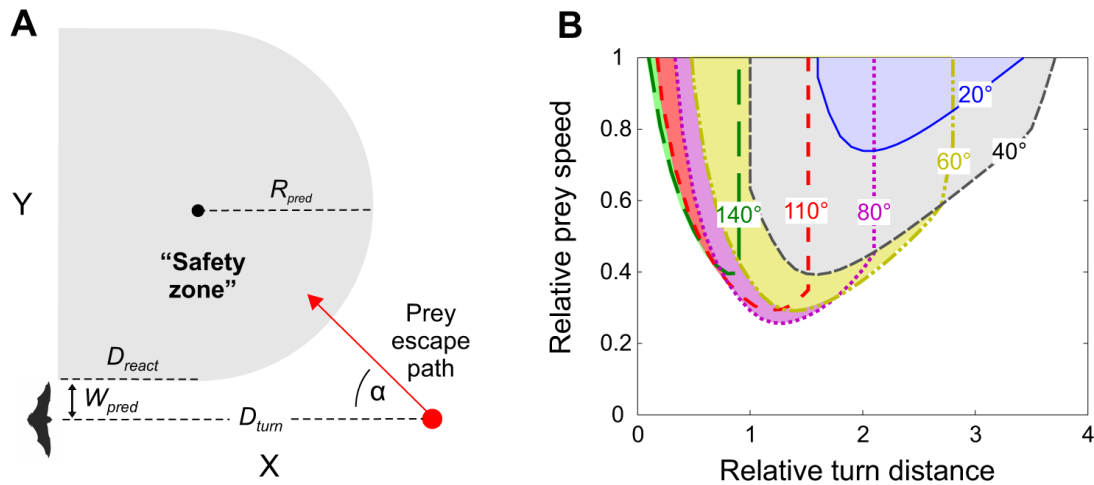 A
Y
R_pred
“Safety
zone”
Prey
escape
path
D_react
W_pred
α
D_turn
X
B
Relative prey speed
1
0.8
0.6
0.4
0.2
0
20°
40°
60°
80°
110°
140°
0 1 2 3 4
Relative turn distance